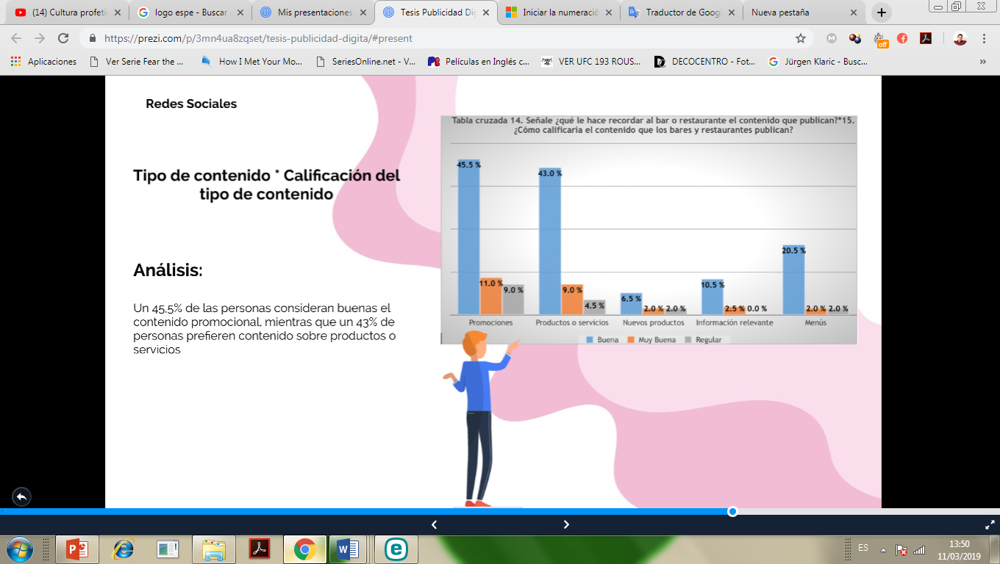 (14) Cultura profeti
logo espe - Buscar
Mis presentaciones
Tesis Publicidad Dig
Iniciar la numeració
Traductor de Googl
Nueva pestaña
https://prezi.com/p/3mn4ua8zqset/tesis-publicidad-digita/#present
off
Aplicaciones
Ver Serie Fear the ...
How I Met Your Mo...
SeriesOnline.net - V...
Películas en Inglés c...
VER UFC 193 ROUS...
DECOCENTRO - Fot...
Jürgen Klaric - Busc...
»
Redes Sociales
Tipo de contenido * Calificación del
tipo de contenido
Análisis:
Un 45,5% de las personas consideran buenas el
contenido promocional, mientras que un 43% de
personas prefieren contenido sobre productos o
servicios
Tabla cruzada 14. Señale ¿qué le hace recordar al bar o restaurante el contenido que publican?*15.
¿Cómo calificaría el contenido que los bares y restaurantes publican?
45.5 %
11.0 %
9.0 %
43.0 %
9.0 %
4.5 %
6.5 %
2.0 %
2.0 %
10.5 %
2.5 %
0.0 %
20.5 %
2.0 %
2.0 %
Promociones
Productos o servicios
Nuevos productos
Información relevante
Menús
Buena
Muy Buena
Regular
ES
13:50
11/03/2019